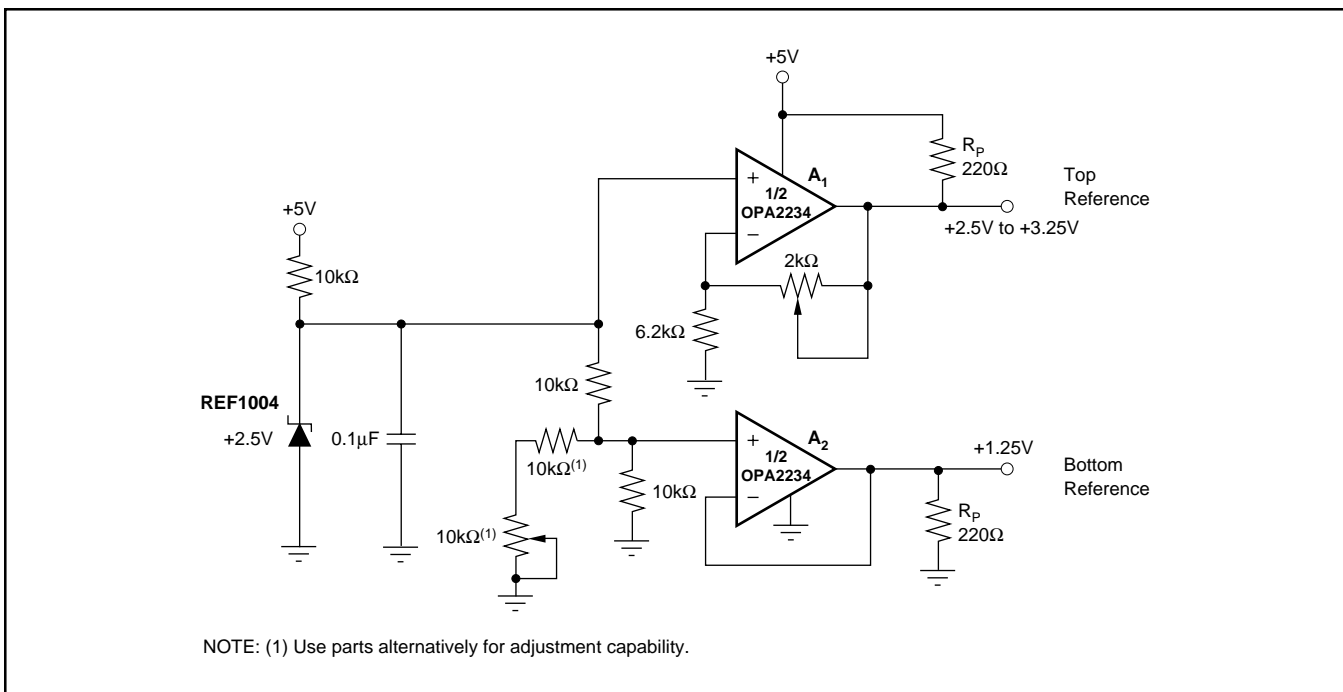 +5V
R_P
220Ω
Top
Reference
+
A₁
1/2
OPA2234
−
+2.5V to +3.25V
+5V
10kΩ
2kΩ
6.2kΩ
REF1004
+2.5V
0.1µF
10kΩ
10kΩ⁽¹⁾
10kΩ
10kΩ⁽¹⁾
+
A₂
1/2
OPA2234
−
+1.25V
Bottom
Reference
R_P
220Ω
NOTE: (1) Use parts alternatively for adjustment capability.